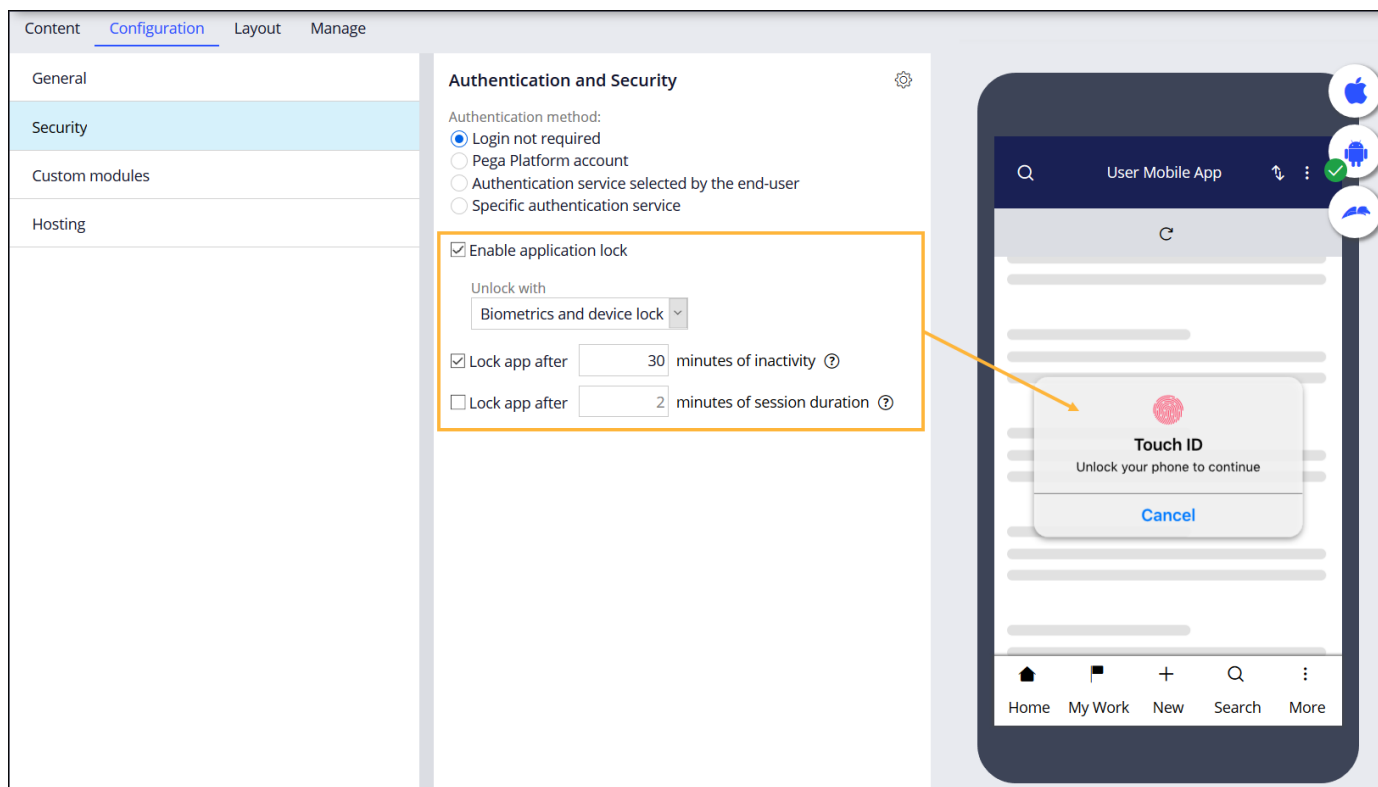 Content Configuration Layout Manage
General
Security
Custom modules
Hosting
Authentication and Security
Authentication method:
Login not required
Pega Platform account
Authentication service selected by the end-user
Specific authentication service
Enable application lock
Unlock with
Biometrics and device lock
Lock app after 30 minutes of inactivity ?
Lock app after 2 minutes of session duration ?
User Mobile App
Touch ID
Unlock your phone to continue
Cancel
Home My Work New Search More